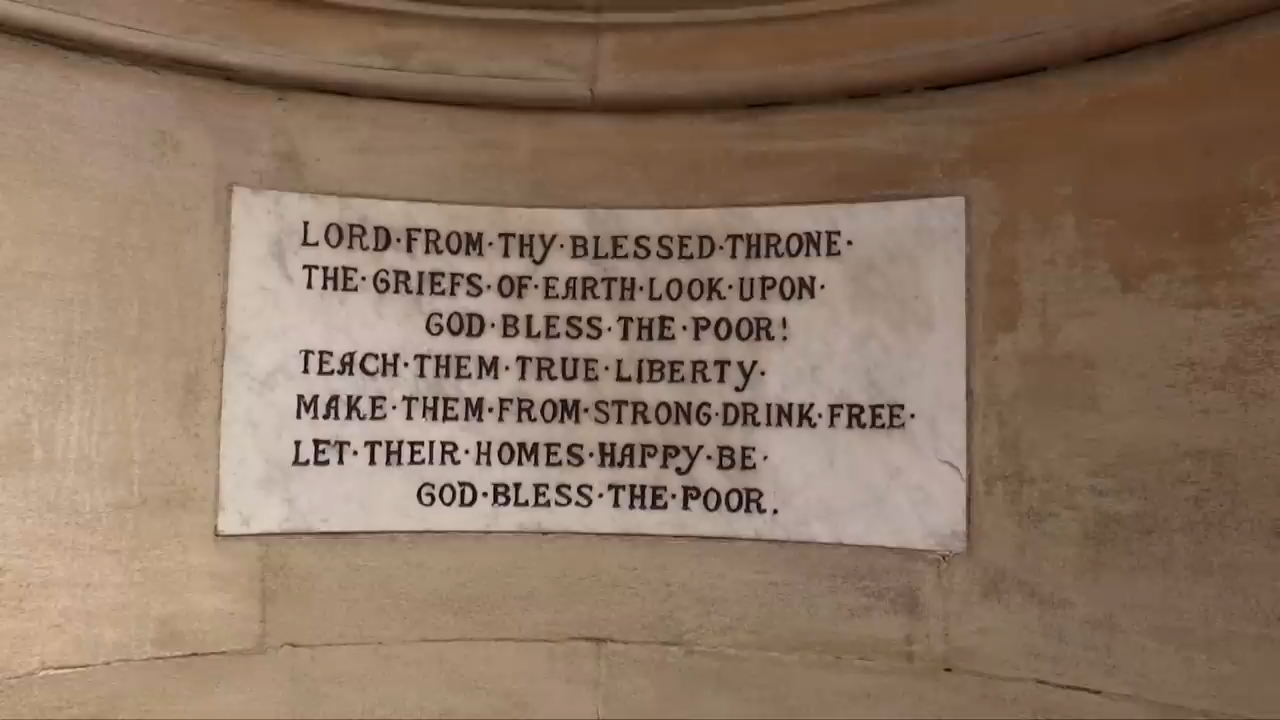 LORD·FROM·THY·BLESSED·THRONE·
THE·GRIEFS·OF·EARTH·LOOK·UPON·
GOD·BLESS·THE·POOR!
TEACH·THEM·TRUE·LIBERTY·
MAKE·THEM·FROM·STRONG·DRINK·FREE·
LET·THEIR·HOMES·HAPPY·BE·
GOD·BLESS·THE·POOR.